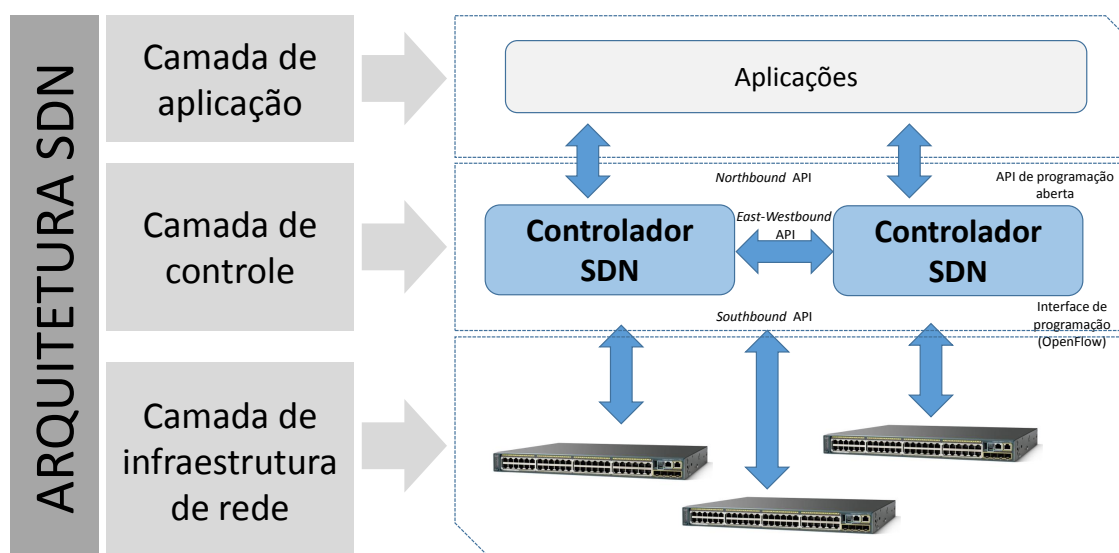 ARQUITETURA SDN
Camada de
aplicação
Aplicações
Northbound API
API de programação
aberta
Camada de
controle
Controlador
SDN
East-Westbound
API
Controlador
SDN
Southbound API
Interface de
programação
(OpenFlow)
Camada de
infraestrutura
de rede